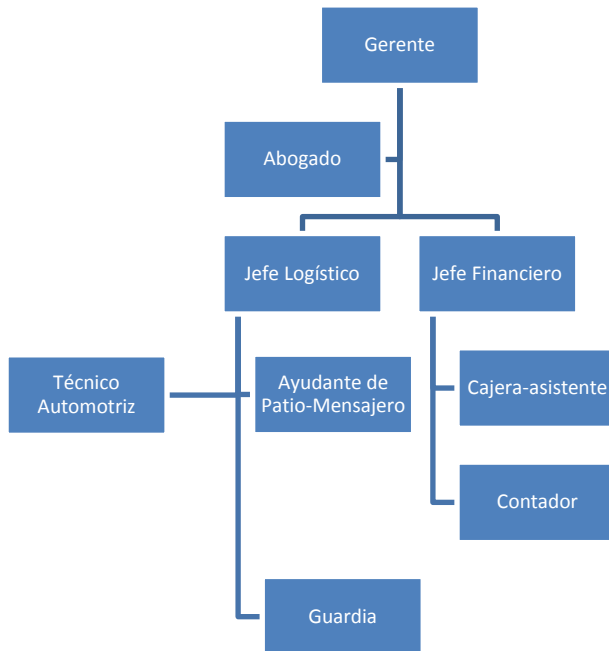 Gerente
Abogado
Jefe Logístico
Jefe Financiero
Técnico
Automotriz
Ayudante de
Patio-Mensajero
Cajera-asistente
Contador
Guardia